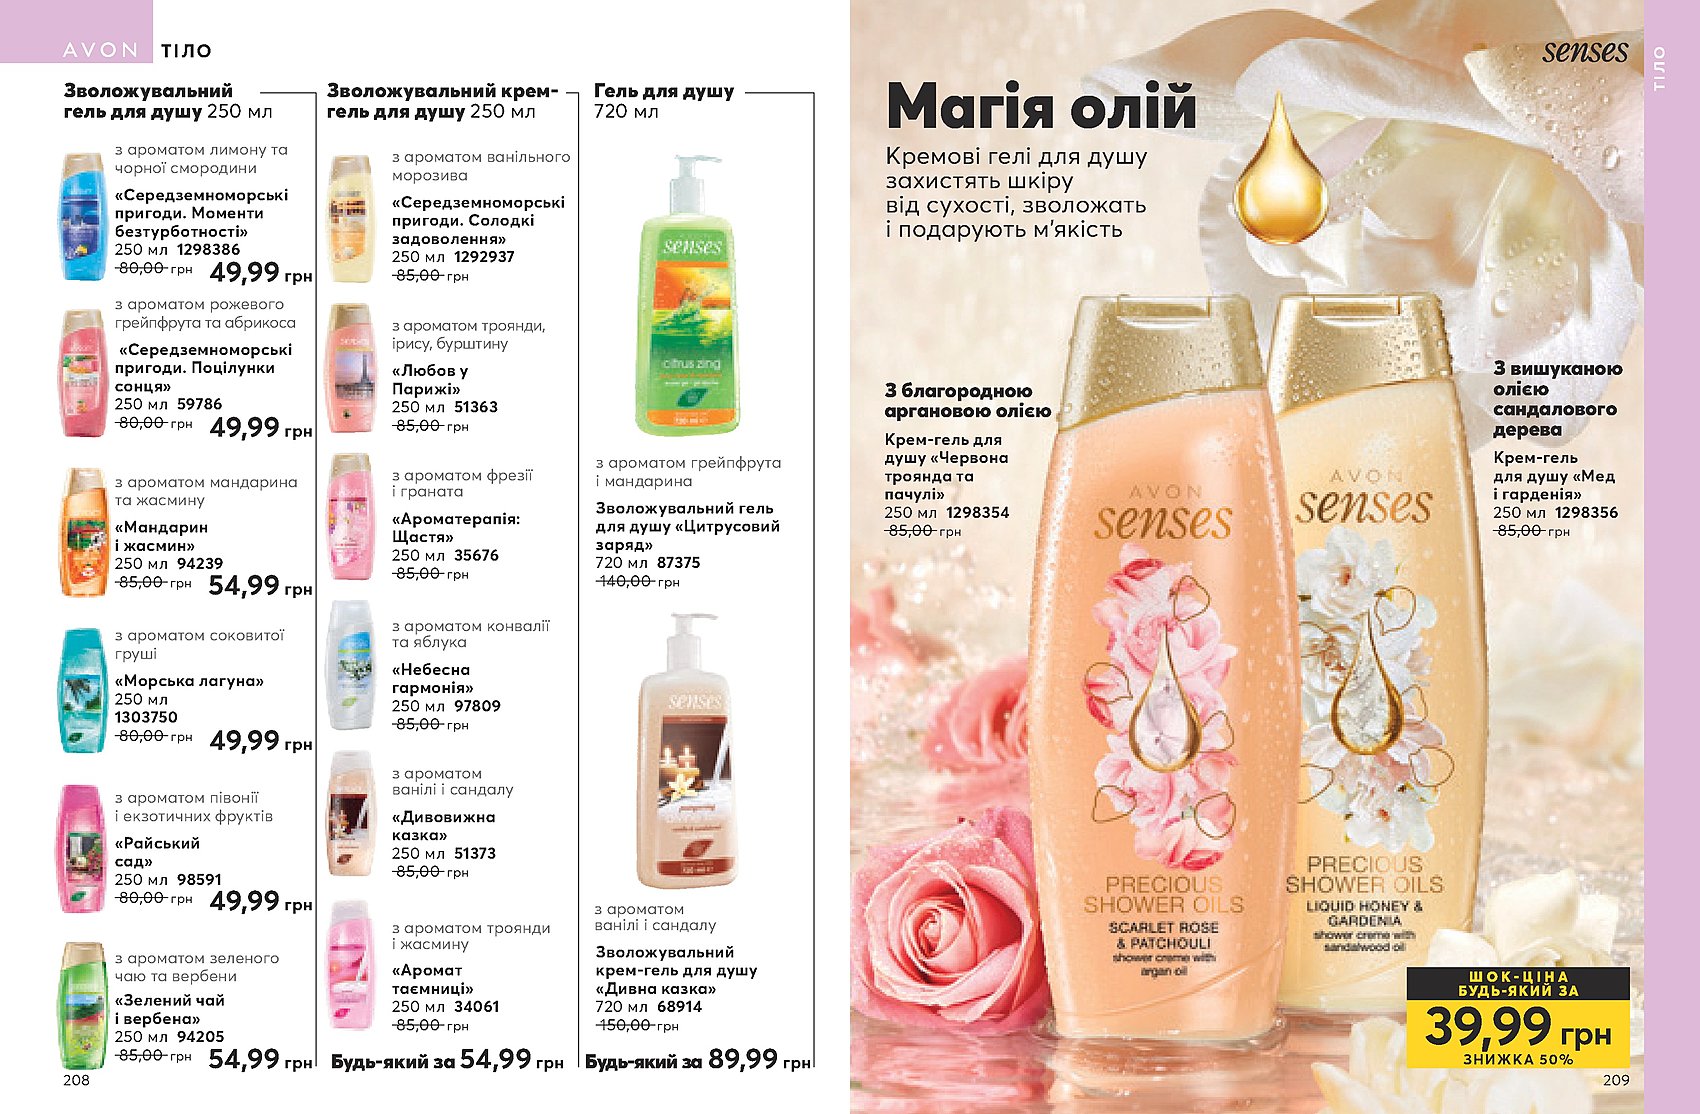 AVON ТІЛО
Зволожувальний
гель для душу 250 мл
з ароматом лимону та
чорної смородини
«Середземноморські
пригоди. Моменти
безтурботності»
250 мл 1298386
80,00 грн 49,99 грн
з ароматом рожевого
грейпфрута та абрикоса
«Середземноморські
пригоди. Поцілунки
сонця»
250 мл 59786
80,00 грн 49,99 грн
з ароматом мандарина
та жасмину
«Мандарин
і жасмин»
250 мл 94239
85,00 грн 54,99 грн
з ароматом соковитої
груші
«Морська лагуна»
250 мл
1303750
80,00 грн 49,99 грн
з ароматом півонії
і екзотичних фруктів
«Райський
сад»
250 мл 98591
80,00 грн 49,99 грн
з ароматом зеленого
чаю та вербени
«Зелений чай
і вербена»
250 мл 94205
85,00 грн 54,99 грн
208
Зволожувальний крем-
гель для душу 250 мл
з ароматом ванільного
морозива
«Середземноморські
пригоди. Солодкі
задоволення»
250 мл 1292937
85,00 грн
з ароматом троянди,
ірису, бурштину
«Любов у
Парижі»
250 мл 51363
85,00 грн
з ароматом фрезії
і граната
«Ароматерапія:
Щастя»
250 мл 35676
85,00 грн
з ароматом конвалії
та яблука
«Небесна
гармонія»
250 мл 97809
85,00 грн
з ароматом
ванілі і сандалу
«Дивовижна
казка»
250 мл 51373
85,00 грн
з ароматом троянди
і жасмину
«Аромат
таємниці»
250 мл 34061
85,00 грн
Будь-який за 54,99 грн
Гель для душу
720 мл
senses
citrus zing
з ароматом грейпфрута
і мандарина
Зволожувальний гель
для душу «Цитрусовий
заряд»
720 мл 87375
140,00 грн
senses
з ароматом
ванілі і сандалу
Зволожувальний
крем-гель для душу
«Дивна казка»
720 мл 68914
150,00 грн
Будь-який за 89,99 грн
senses
ТІЛО
Магія олій
Кремові гелі для душу
захистять шкіру
від сухості, зволожать
і подарують м'якість
З благородною
аргановою олією
Крем-гель для
душу «Червона
троянда та
пачулі»
250 мл 1298354
85,00 грн
З вишуканою
олією
сандалового
дерева
Крем-гель
для душу «Мед
і гарденія»
250 мл 1298356
85,00 грн
AVON
senses
PRECIOUS
SHOWER OILS
SCARLET ROSE
& PATCHOULI
shower creme with
argan oil
AVON
senses
PRECIOUS
SHOWER OILS
LIQUID HONEY &
GARDENIA
shower creme with
sandalwood oil
ШОК-ЦІНА
БУДЬ-ЯКИЙ ЗА
39,99 грн
ЗНИЖКА 50%
209